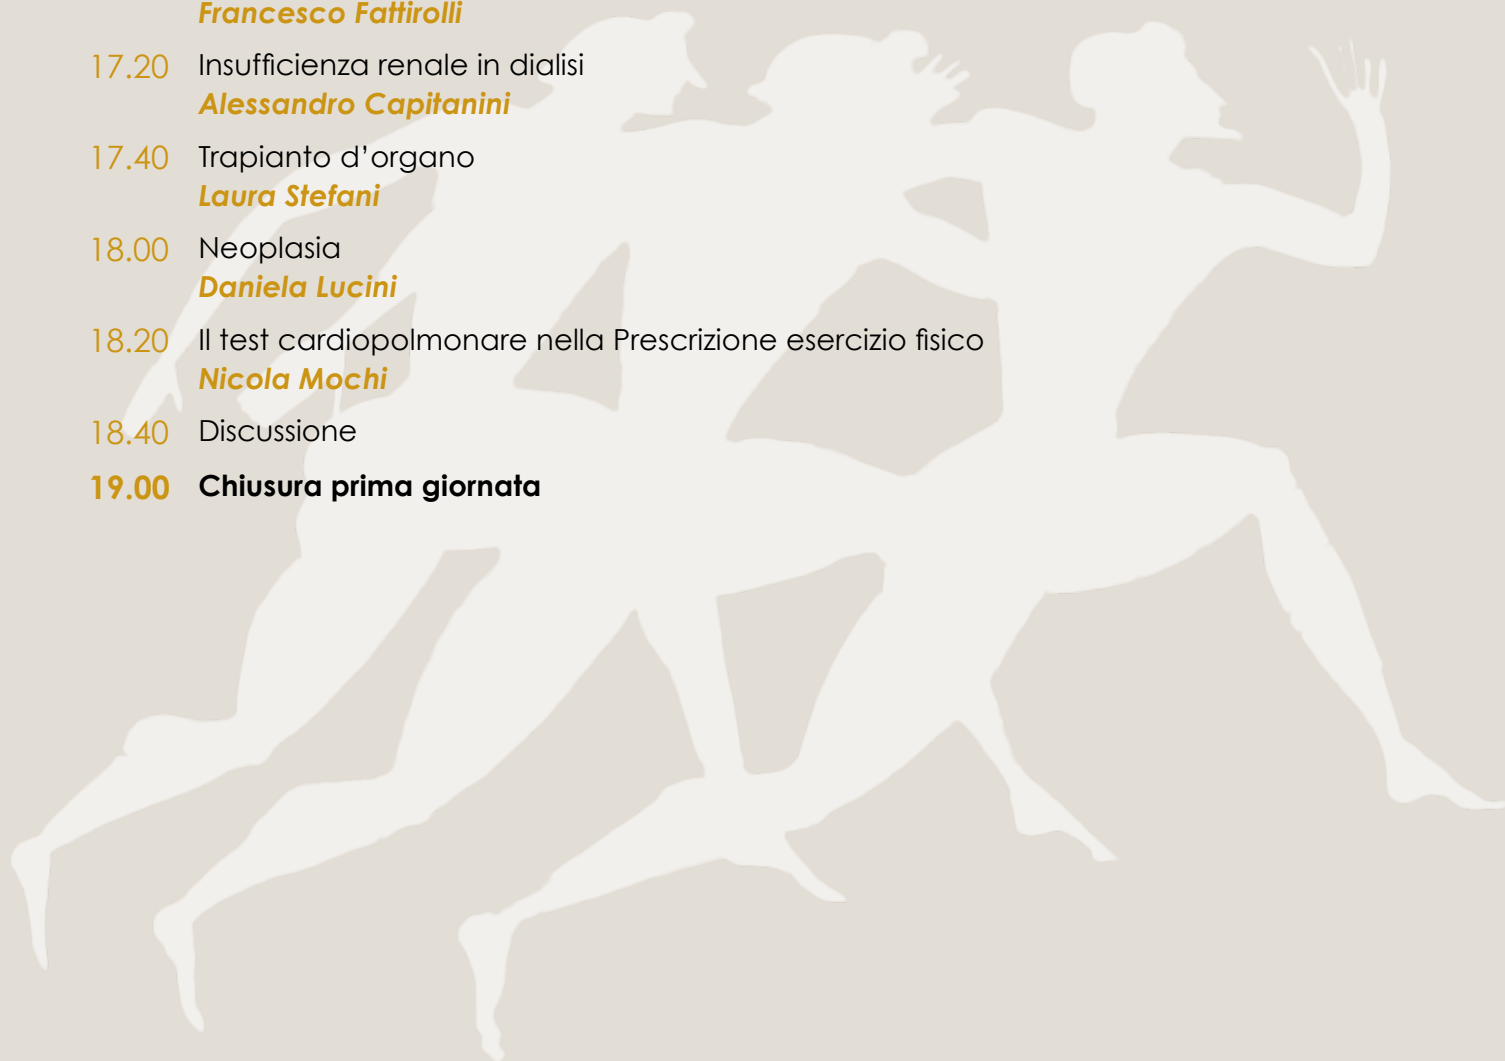 Francesco Fattirolli
17.20 Insufficienza renale in dialisi
Alessandro Capitanini
17.40 Trapianto d’organo
Laura Stefani
18.00 Neoplasia
Daniela Lucini
18.20 Il test cardiopolmonare nella Prescrizione esercizio fisico
Nicola Mochi
18.40 Discussione
19.00 Chiusura prima giornata